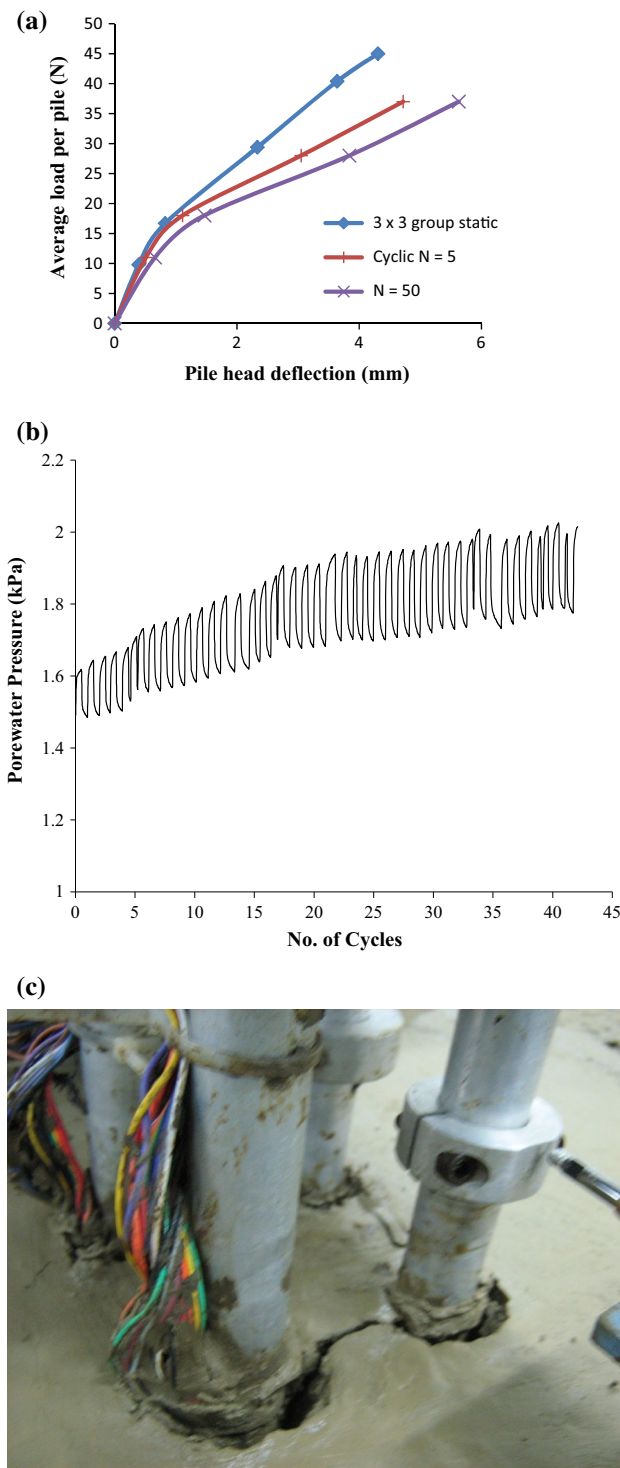 (a)
50
45
40
35
30
25
20
15
10
5
0
Average load per pile (N)
3 x 3 group static
Cyclic N = 5
N = 50
0 2 4 6
Pile head deflection (mm)
(b)
2.2
2
1.8
1.6
1.4
1.2
1
Porewater Pressure (kPa)
0 5 10 15 20 25 30 35 40 45
No. of Cycles
(c)